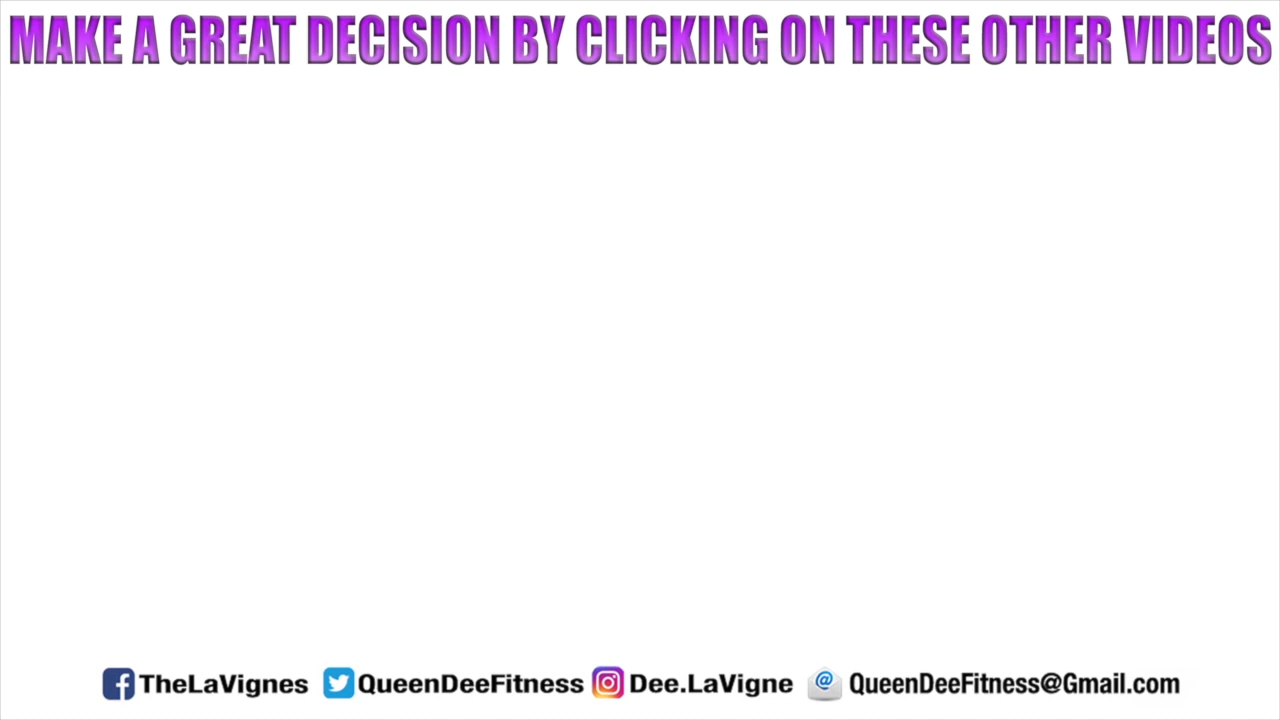 MAKE A GREAT DECISION BY CLICKING ON THESE OTHER VIDEOS
TheLaVignes QueenDeeFitness Dee.LaVigne QueenDeeFitness@Gmail.com